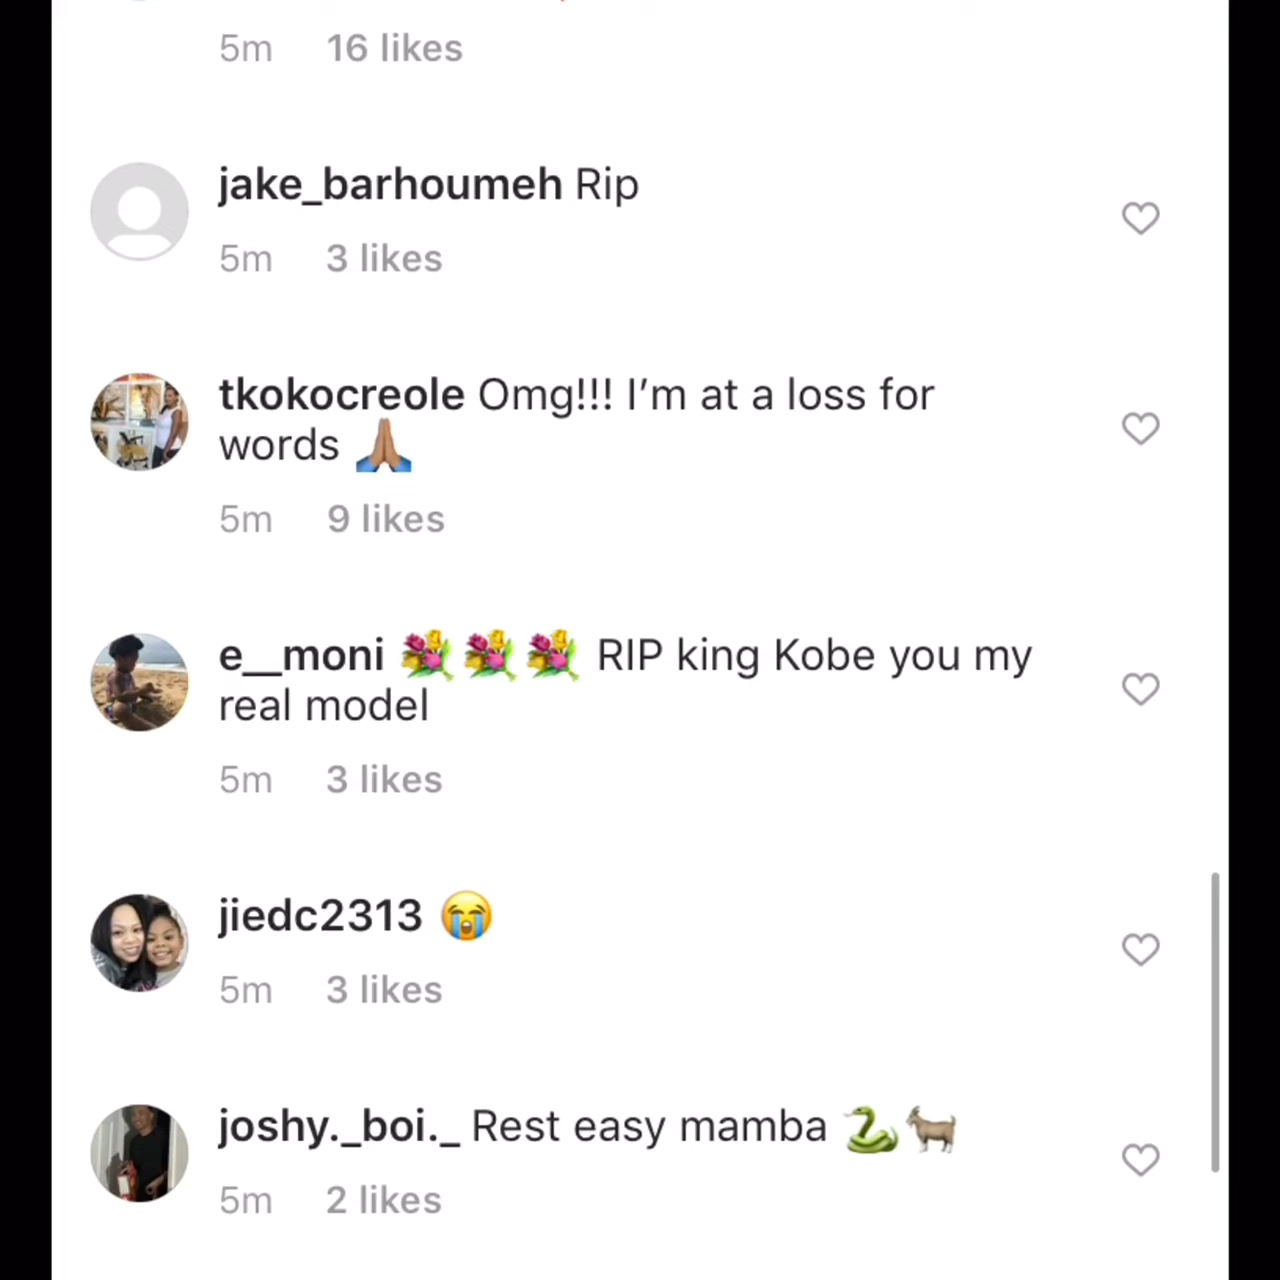 5m 16 likes
jake_barhoumeh Rip
5m 3 likes
tkokocreole Omg!!! I’m at a loss for
words 🙏🏽
5m 9 likes
e__moni 💐💐💐 RIP king Kobe you my
real model
5m 3 likes
jiedc2313 😭
5m 3 likes
joshy._boi._ Rest easy mamba 🐍🐐
5m 2 likes